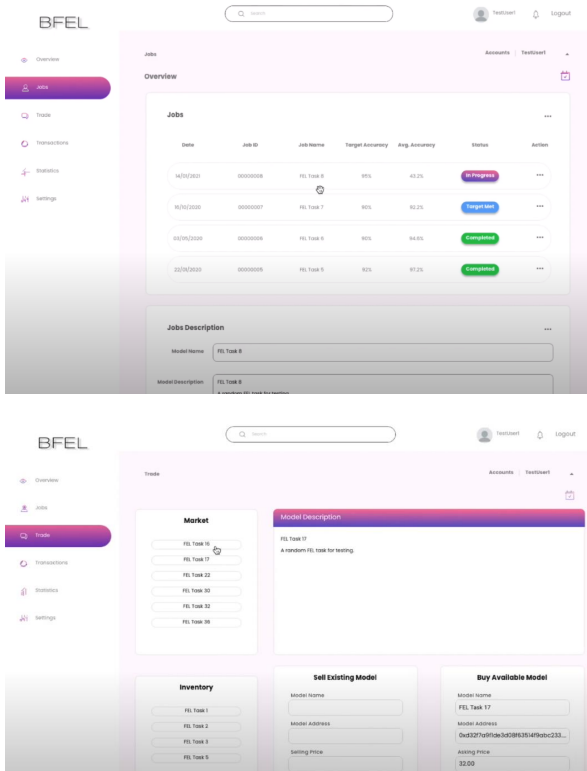 BFEL
Search
TestUser1
Logout
Overview
Jobs
Trade
Transactions
Statistics
Settings
Jobs
Accounts | TestUser1
Overview
Jobs
Date Job ID Job Name Target Accuracy Avg. Accuracy Status Action
14/01/2021 00000008 FEL Task 8 95% 43.2% In Progress
16/10/2020 00000007 FEL Task 7 90% 92.2% Target Met
03/05/2020 00000006 FEL Task 6 90% 94.6% Completed
22/01/2020 00000005 FEL Task 5 92% 97.2% Completed
Jobs Description
Model Name FEL Task 8
Model Description FEL Task 8
A random FEL task for testing
BFEL
Search
TestUser1
Logout
Overview
Jobs
Trade
Transactions
Statistics
Settings
Trade
Accounts | TestUser1
Market
FEL Task 16
FEL Task 17
FEL Task 22
FEL Task 30
FEL Task 32
FEL Task 36
Model Description
FEL Task 17
A random FEL task for testing.
Inventory
FEL Task 1
FEL Task 2
FEL Task 3
FEL Task 5
Sell Existing Model
Model Name
Model Address
Selling Price
Buy Available Model
Model Name
FEL Task 17
Model Address
Asking Price
32.00